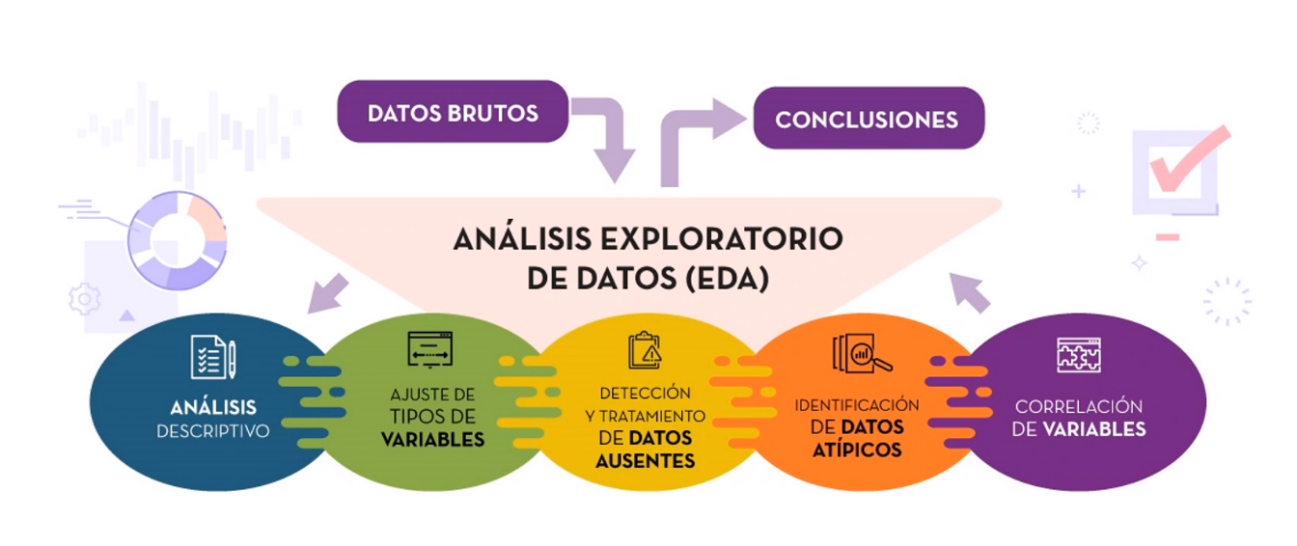 DATOS BRUTOS
CONCLUSIONES
ANÁLISIS EXPLORATORIO
DE DATOS (EDA)
ANÁLISIS
DESCRIPTIVO
AJUSTE DE
TIPOS DE
VARIABLES
DETECCIÓN
Y TRATAMIENTO
DE DATOS
AUSENTES
IDENTIFICACIÓN
DE DATOS
ATÍPICOS
CORRELACIÓN
DE VARIABLES